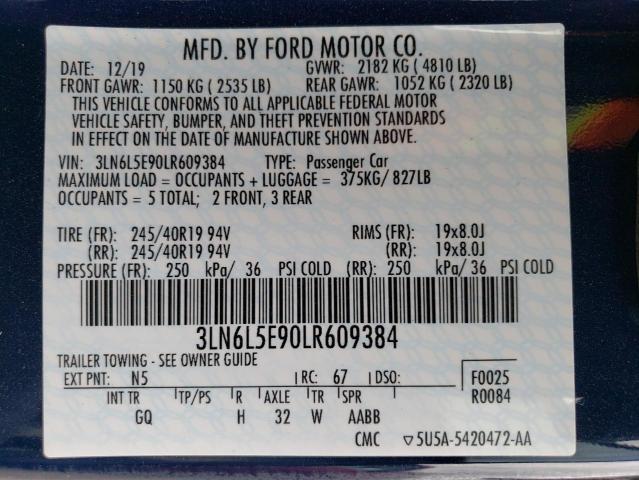 MFD. BY FORD MOTOR CO.
DATE: 12/19 GVWR: 2182 KG ( 4810 LB)
FRONT GAWR: 1150 KG ( 2535 LB) REAR GAWR: 1052 KG ( 2320 LB)
THIS VEHICLE CONFORMS TO ALL APPLICABLE FEDERAL MOTOR
VEHICLE SAFETY, BUMPER, AND THEFT PREVENTION STANDARDS
IN EFFECT ON THE DATE OF MANUFACTURE SHOWN ABOVE.
VIN: 3LN6L5E90LR609384 TYPE: Passenger Car
MAXIMUM LOAD = OCCUPANTS + LUGGAGE = 375KG/ 827LB
OCCUPANTS = 5 TOTAL; 2 FRONT, 3 REAR
TIRE (FR): 245/40R19 94V RIMS (FR): 19x8.0J
(RR): 245/40R19 94V (RR): 19x8.0J
PRESSURE (FR): 250 kPa/ 36 PSI COLD (RR): 250 kPa/ 36 PSI COLD
3LN6L5E90LR609384
TRAILER TOWING - SEE OWNER GUIDE
EXT PNT: N5 RC: 67 DSO: F0025
INT TR TP/PS R AXLE TR SPR R0084
GQ H 32 W AABB
CMC ▽5U5A-5420472-AA